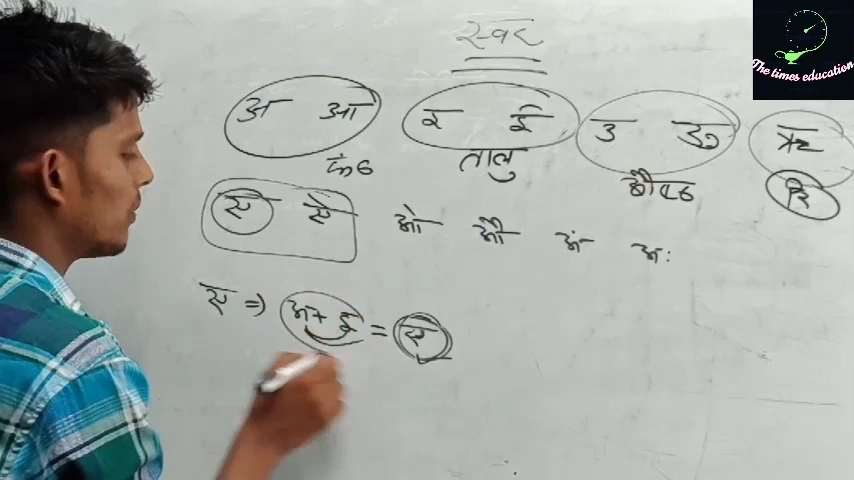 The times education
स्वर
अ आ इ ई उ ऊ ऋ
कंठ तालु ओष्ठ
ए ऐ ओ औ अं अः
ए ⇒ अ + ई = ए